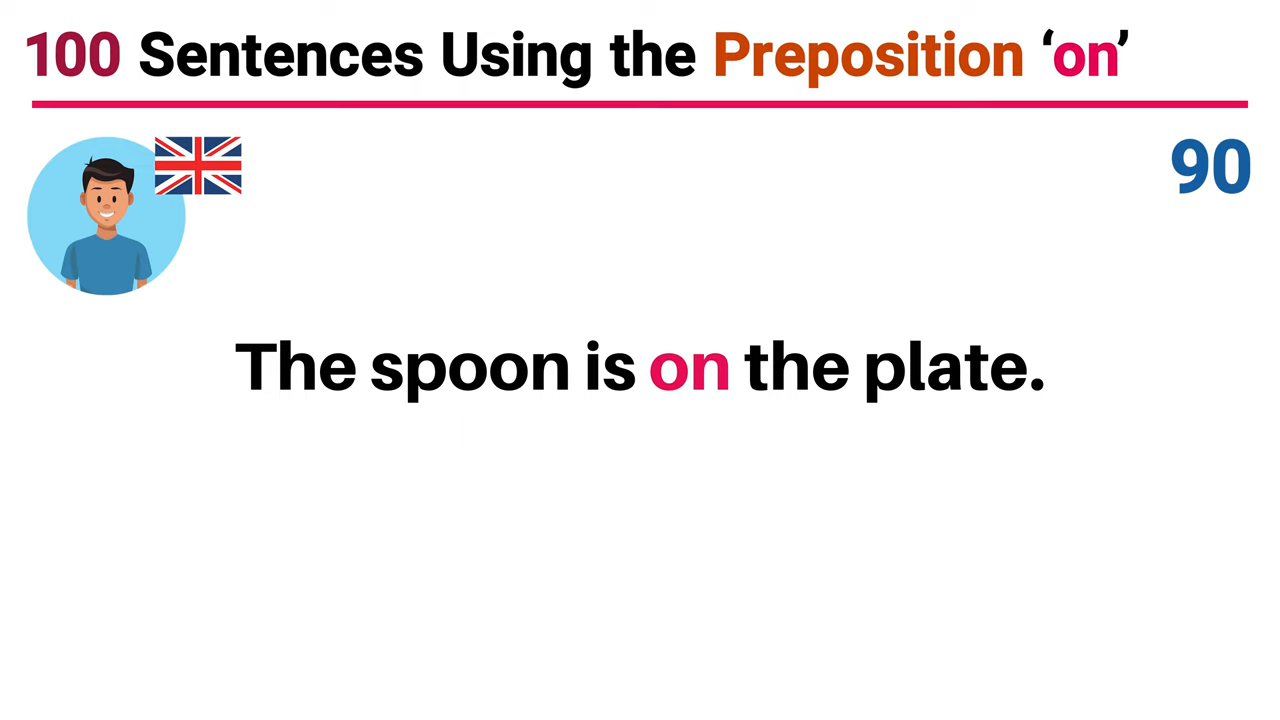 100 Sentences Using the Preposition ‘on’
90
The spoon is on the plate.